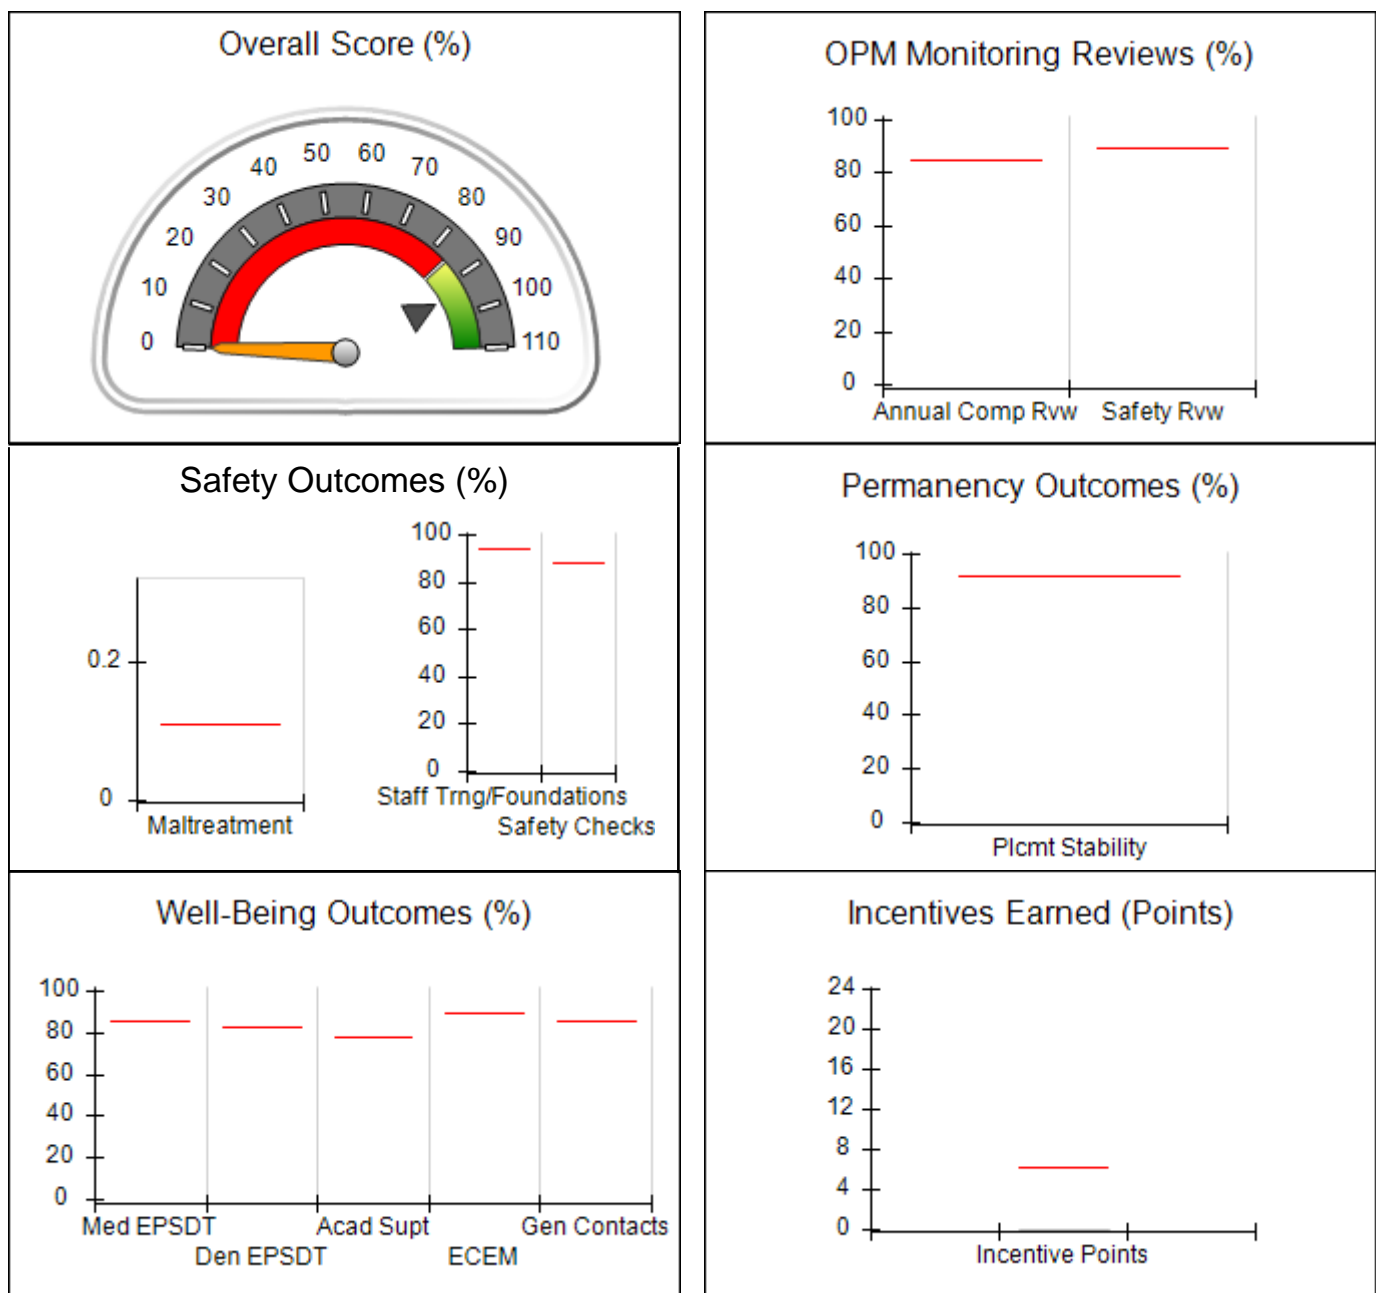 Overall Score (%)
0 10 20 30 40 50 60 70 80 90 100 110
OPM Monitoring Reviews (%)
100
80
60
40
20
0
Annual Comp Rvw Safety Rvw
Safety Outcomes (%)
0.2
0
Maltreatment
100
80
60
40
20
0
Staff Trng/Foundations
Safety Checks
Permanency Outcomes (%)
100
80
60
40
20
0
Plcmt Stability
Well-Being Outcomes (%)
100
80
60
40
20
0
Med EPSDT Acad Supt Gen Contacts
Den EPSDT ECEM
Incentives Earned (Points)
24
20
16
12
8
4
0
Incentive Points